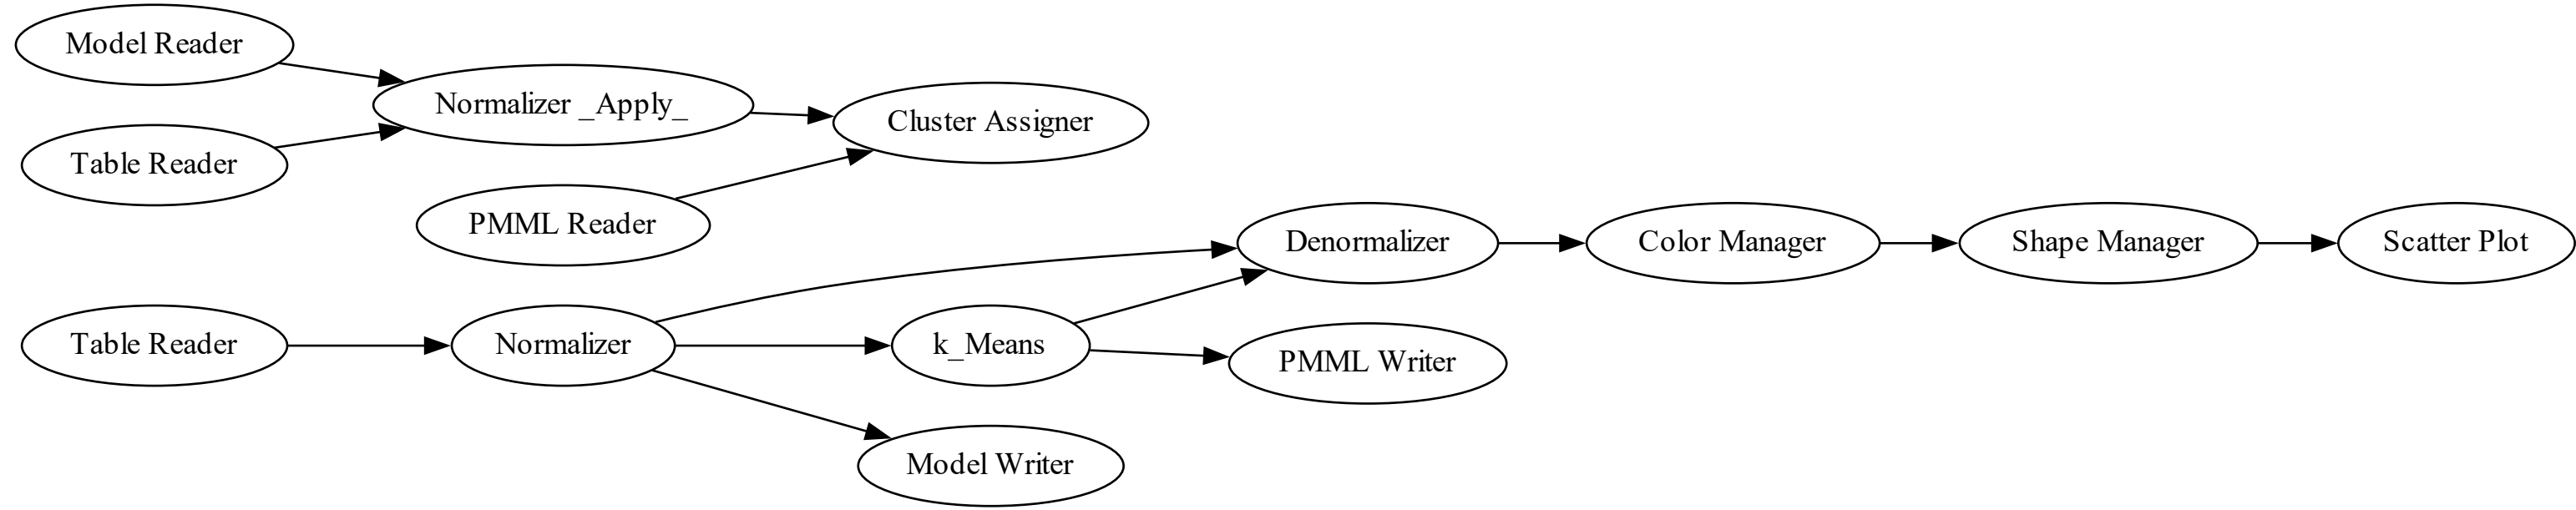 Model Reader
Normalizer _Apply_
Cluster Assigner
Table Reader
PMML Reader
Denormalizer
Color Manager
Shape Manager
Scatter Plot
Table Reader
Normalizer
k_Means
PMML Writer
Model Writer